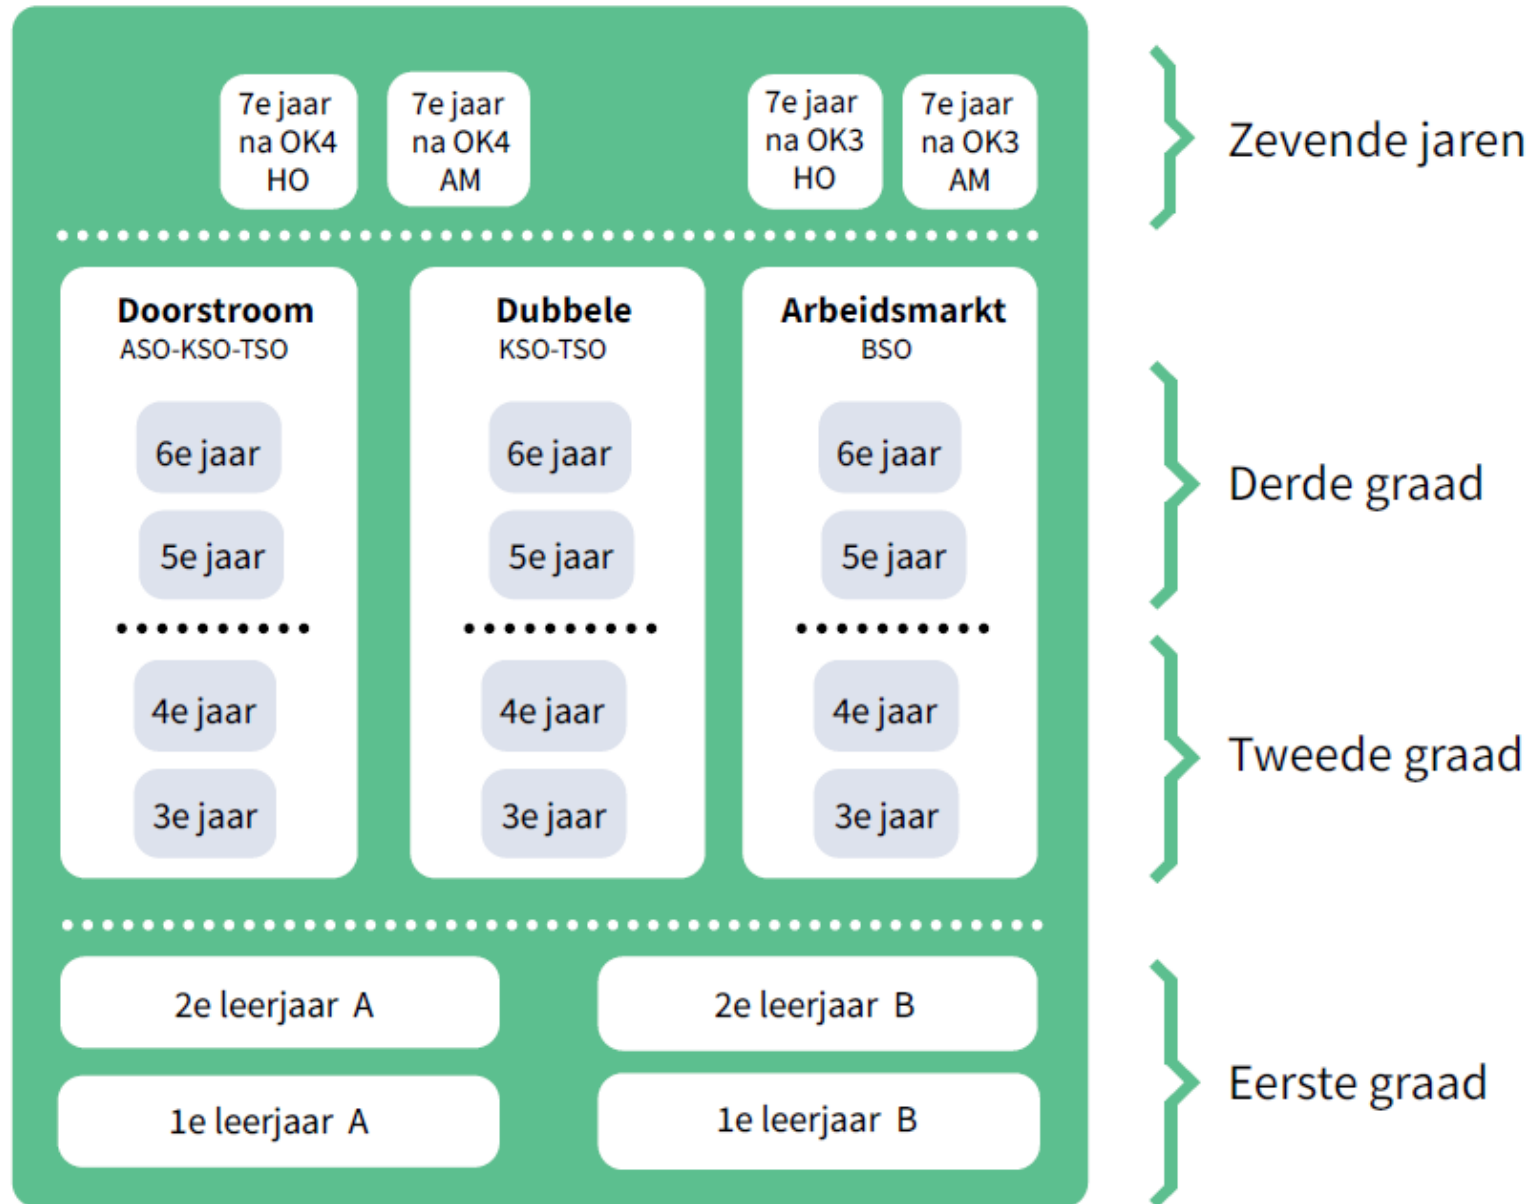 7e jaar
na OK4
HO
7e jaar
na OK4
AM
7e jaar
na OK3
HO
7e jaar
na OK3
AM
Zevende jaren
Doorstroom
ASO-KSO-TSO
6e jaar
5e jaar
4e jaar
3e jaar
Dubbele
KSO-TSO
6e jaar
5e jaar
4e jaar
3e jaar
Arbeidsmarkt
BSO
6e jaar
5e jaar
4e jaar
3e jaar
Derde graad
Tweede graad
2e leerjaar A
2e leerjaar B
1e leerjaar A
1e leerjaar B
Eerste graad